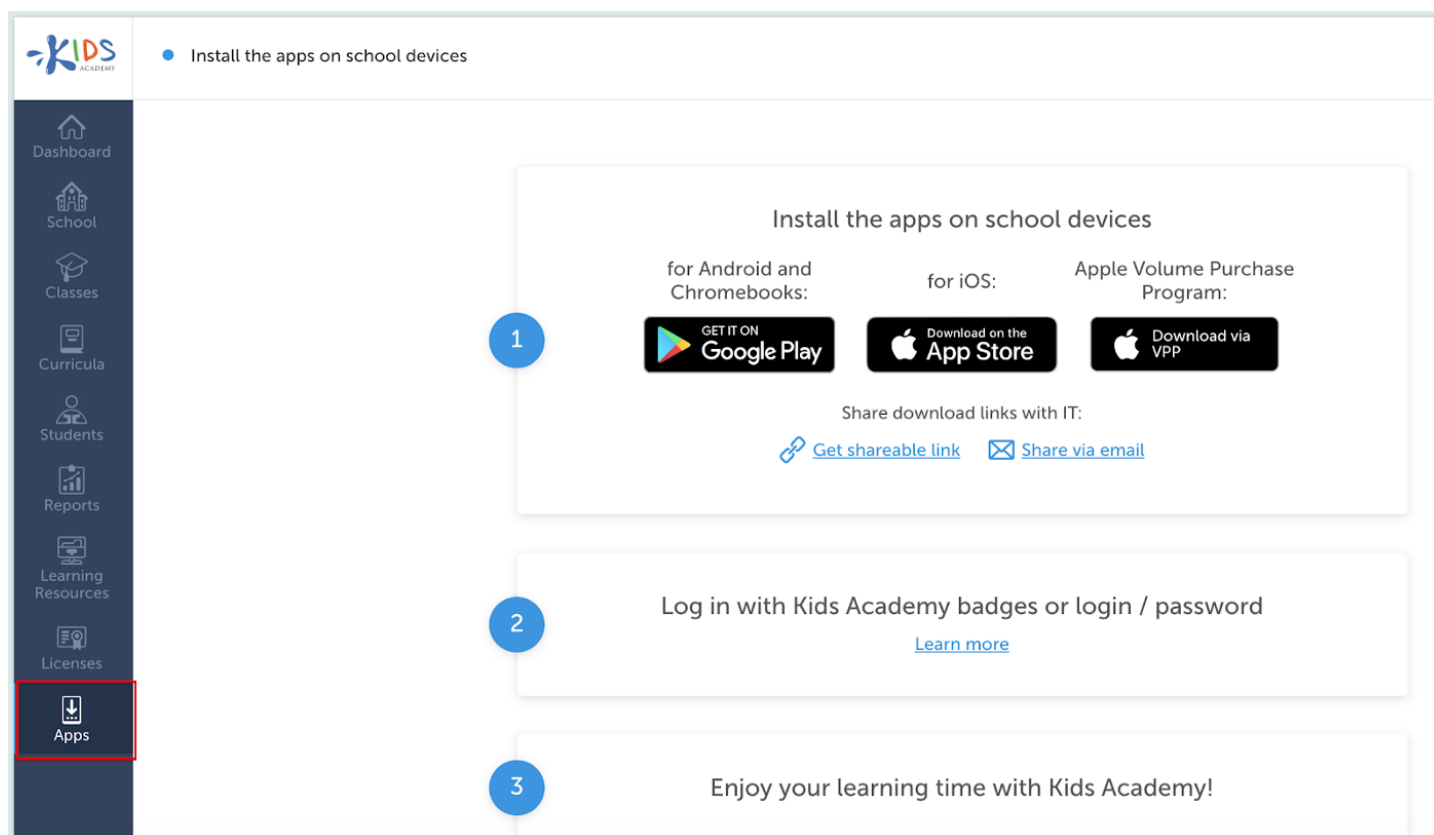 KIDS
ACADEMY
Install the apps on school devices
Dashboard
School
Classes
Curricula
Students
Reports
Learning
Resources
Licenses
Apps
1
Install the apps on school devices
for Android and
Chromebooks:
GET IT ON
Google Play
for iOS:
Download on the
App Store
Apple Volume Purchase
Program:
Download via
VPP
Share download links with IT:
Get shareable link
Share via email
2
Log in with Kids Academy badges or login / password
Learn more
3
Enjoy your learning time with Kids Academy!